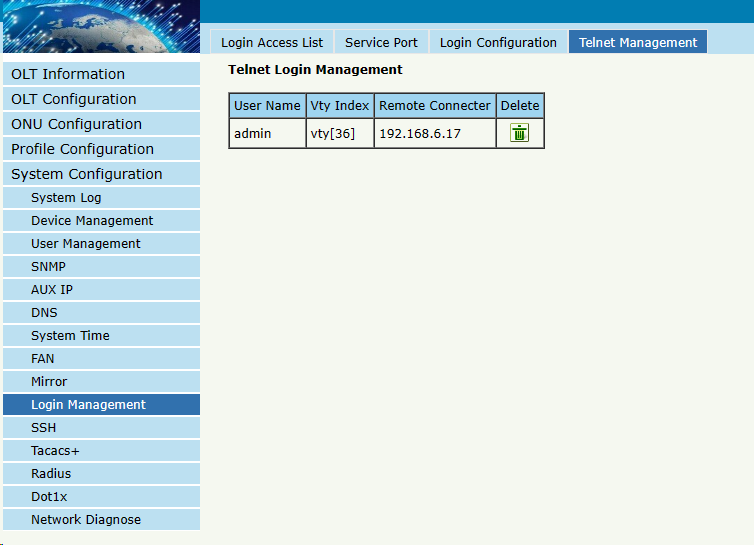 Login Access List Service Port Login Configuration Telnet Management
OLT Information
OLT Configuration
ONU Configuration
Profile Configuration
System Configuration
System Log
Device Management
User Management
SNMP
AUX IP
DNS
System Time
FAN
Mirror
Login Management
SSH
Tacacs+
Radius
Dot1x
Network Diagnose
Telnet Login Management
User Name Vty Index Remote Connecter Delete
admin vty[36] 192.168.6.17